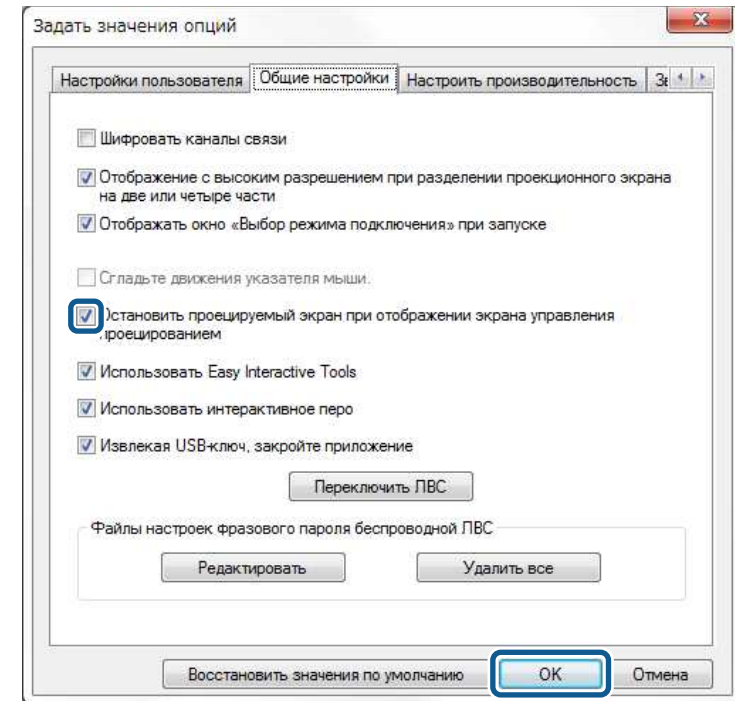 Задать значения опций
Настройки пользователя Общие настройки Настроить производительность
Шифровать каналы связи
Отображение с высоким разрешением при разделении проекционного экрана
на две или четыре части
Отображать окно «Выбор режима подключения» при запуске
Сгладьте движения указателя мыши.
Остановить проецируемый экран при отображении экрана управления
проецированием
Использовать Easy Interactive Tools
Использовать интерактивное перо
Извлекая USB-ключ, закройте приложение
Переключить ЛВС
Файлы настроек фразового пароля беспроводной ЛВС
Редактировать Удалить все
Восстановить значения по умолчанию OK Отмена